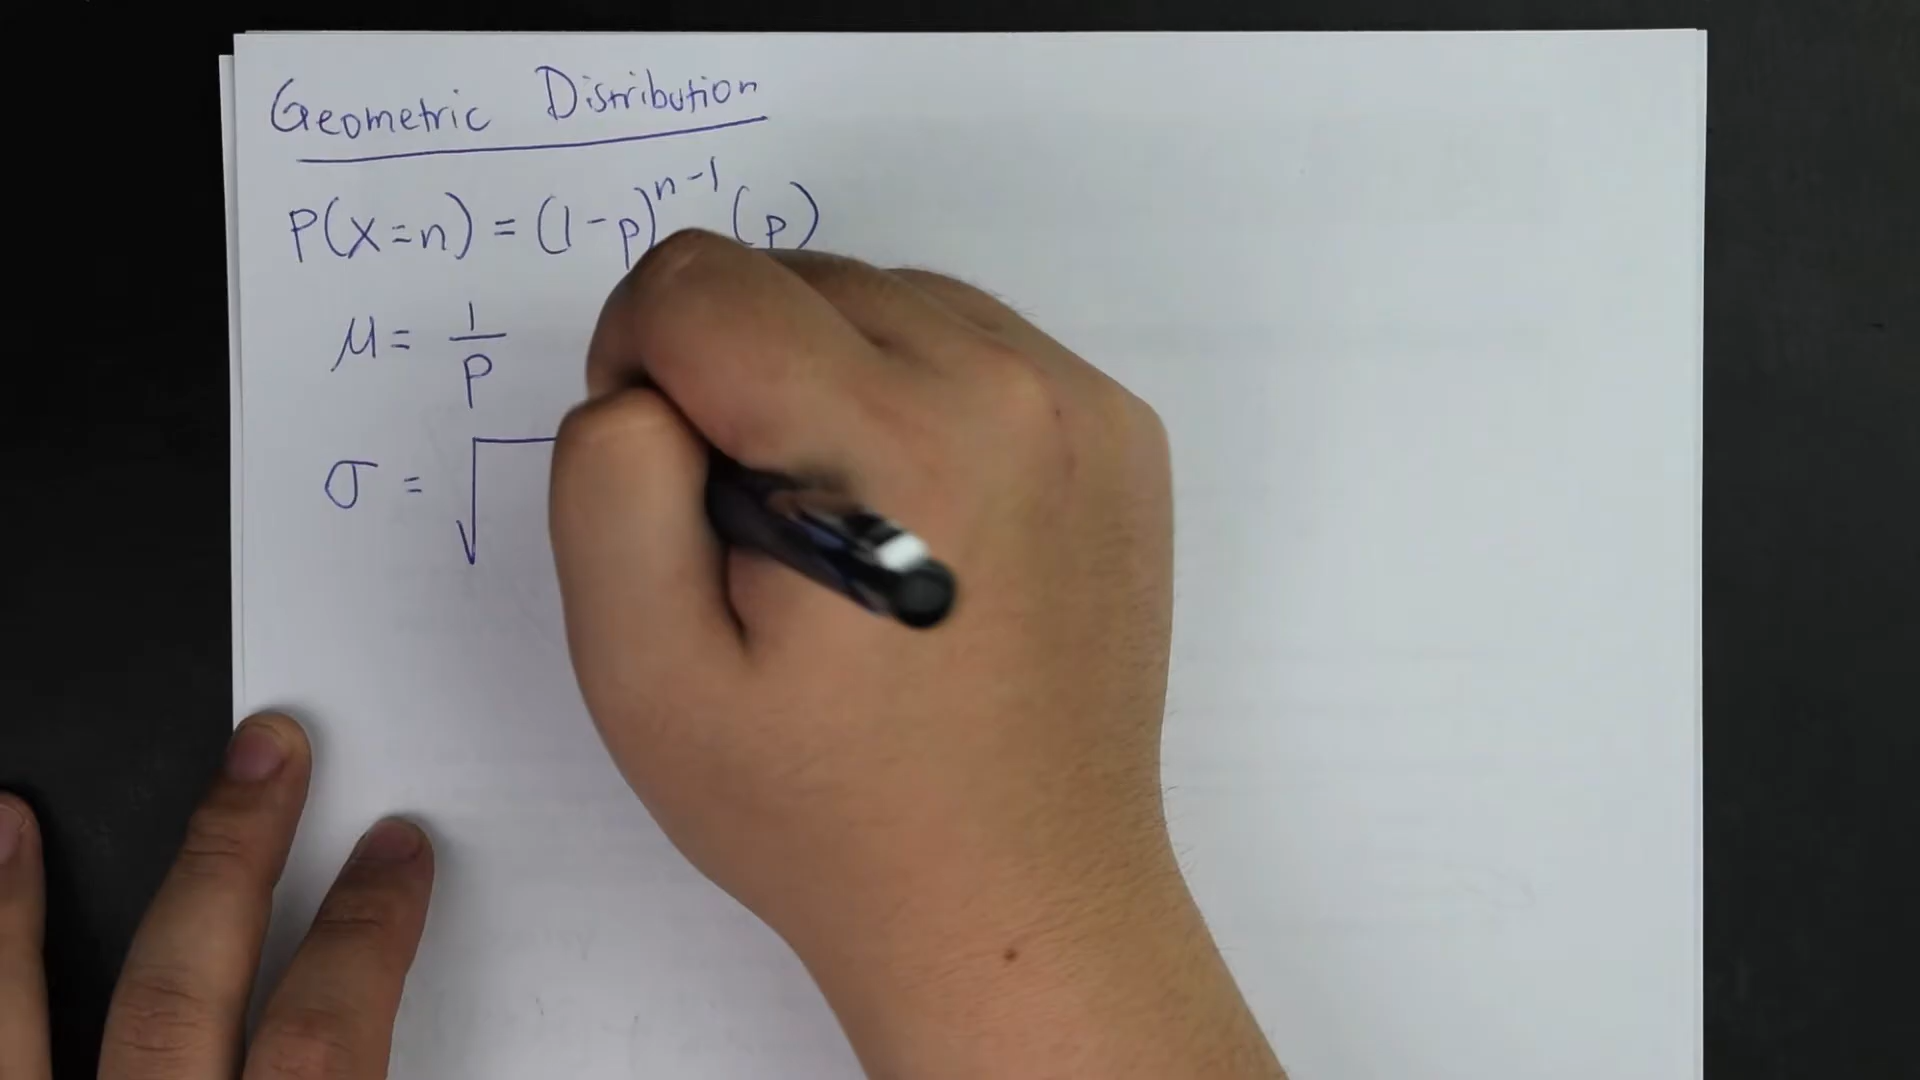 Geometric Distribution
P(X=n) = (1-p)^{n-1} (p)
μ = 1/P
σ = √